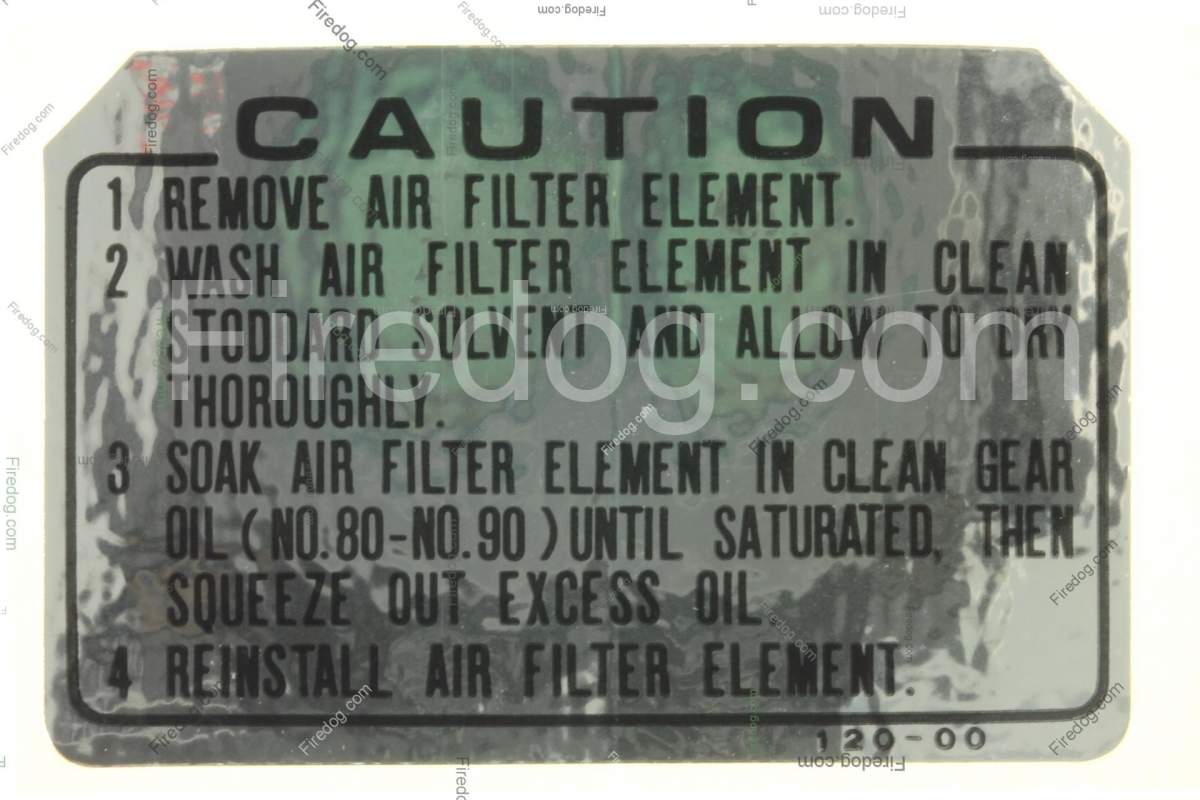 CAUTION
1 REMOVE AIR FILTER ELEMENT.
2 WASH AIR FILTER ELEMENT IN CLEAN
STODDARD SOLVENT AND ALLOW TO DRY
THOROUGHLY.
3 SOAK AIR FILTER ELEMENT IN CLEAN GEAR
OIL (NO.80-NO.90) UNTIL SATURATED, THEN
SQUEEZE OUT EXCESS OIL
4 REINSTALL AIR FILTER ELEMENT.
120-00
Firedog.com